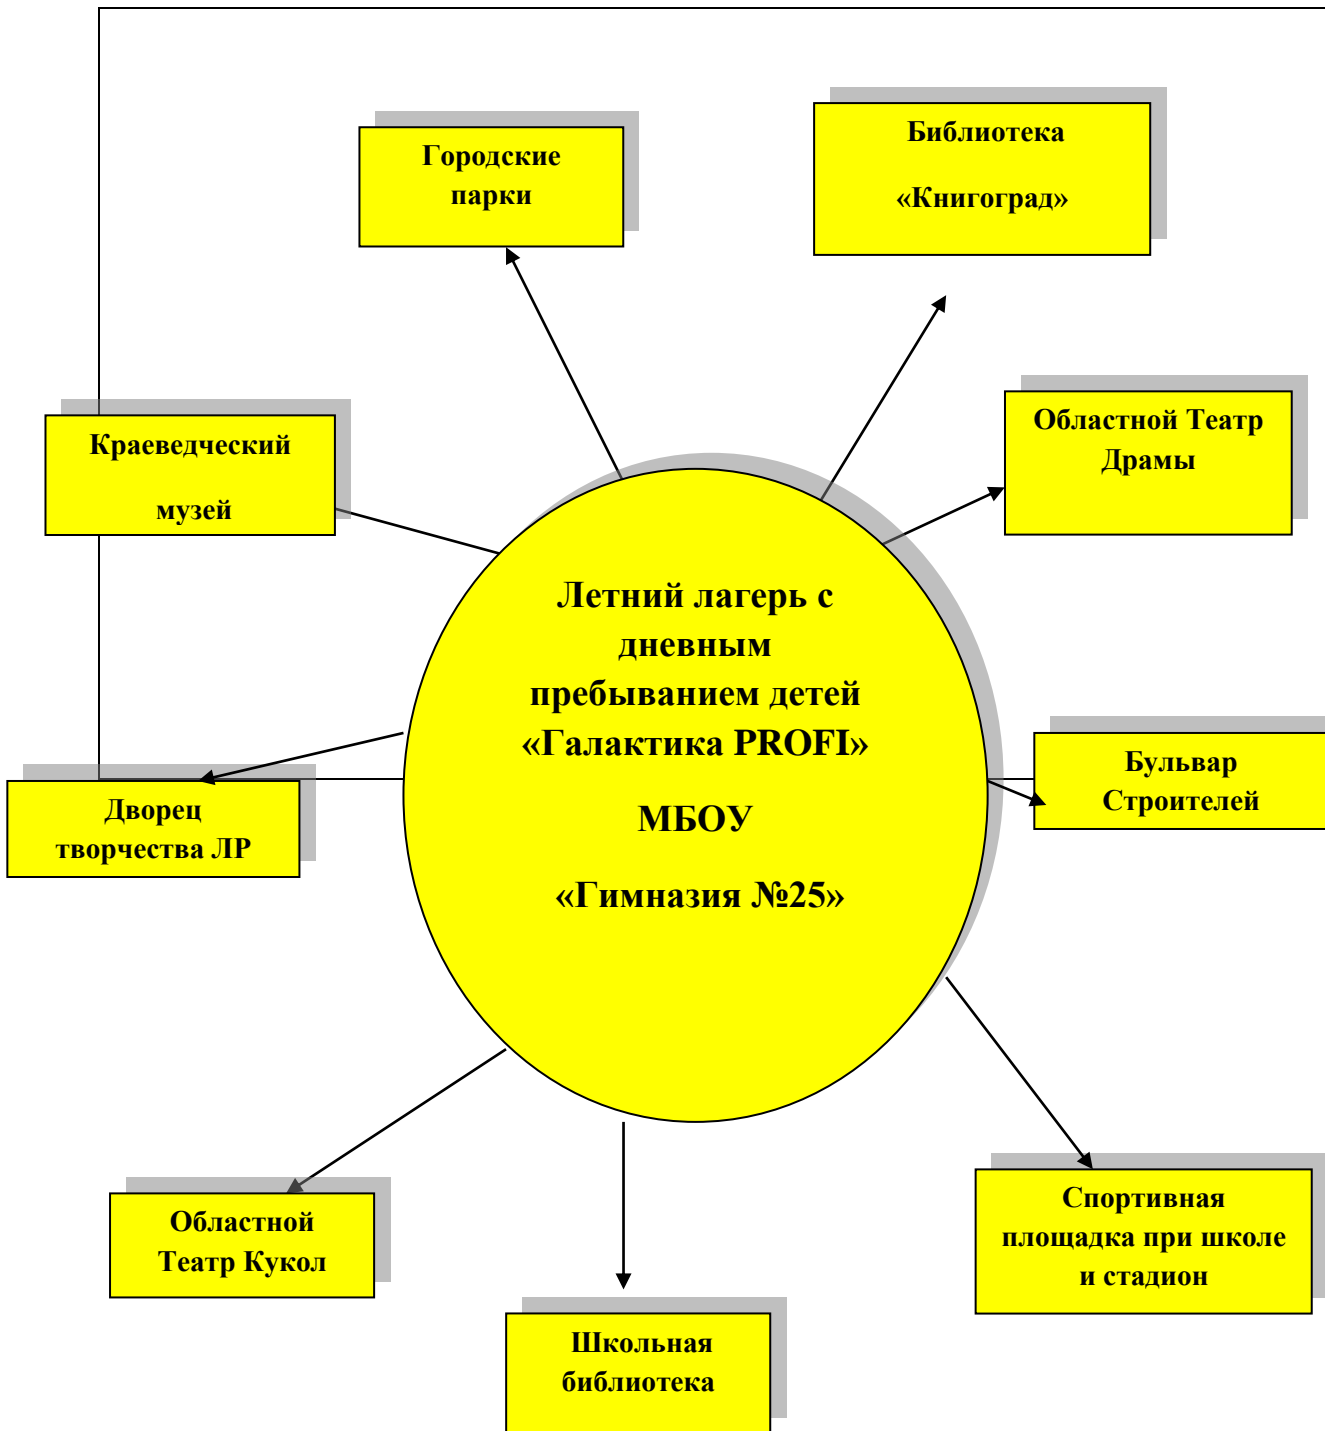 Городские
парки
Библиотека
«Книгоград»
Краеведческий
музей
Областной Театр
Драмы
Летний лагерь с
дневным
пребыванием детей
«Галактика PROFI»
МБОУ
«Гимназия №25»
Дворец
творчества ЛР
Бульвар
Строителей
Областной
Театр Кукол
Спортивная
площадка при школе
и стадион
Школьная
библиотека